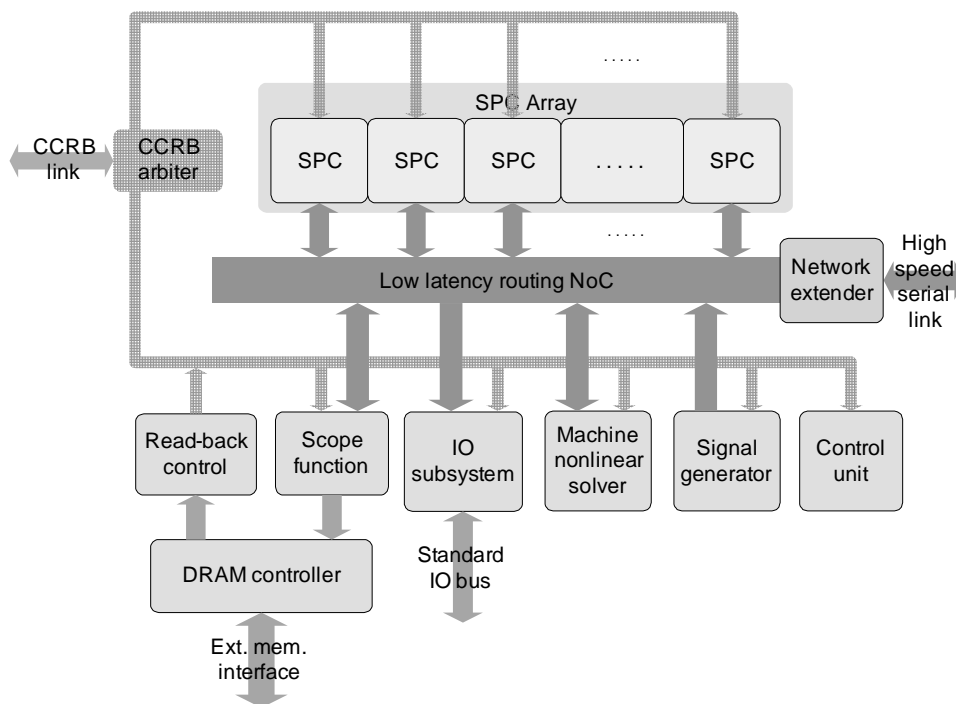 . . . . .
SPC Array
CCRB
link
CCRB
arbiter
SPC
SPC
SPC
. . . . .
SPC
. . . . .
Low latency routing NoC
Network
extender
High
speed
serial
link
Read-back
control
Scope
function
IO
subsystem
Machine
nonlinear
solver
Signal
generator
Control
unit
DRAM controller
Standard
IO bus
Ext. mem.
interface